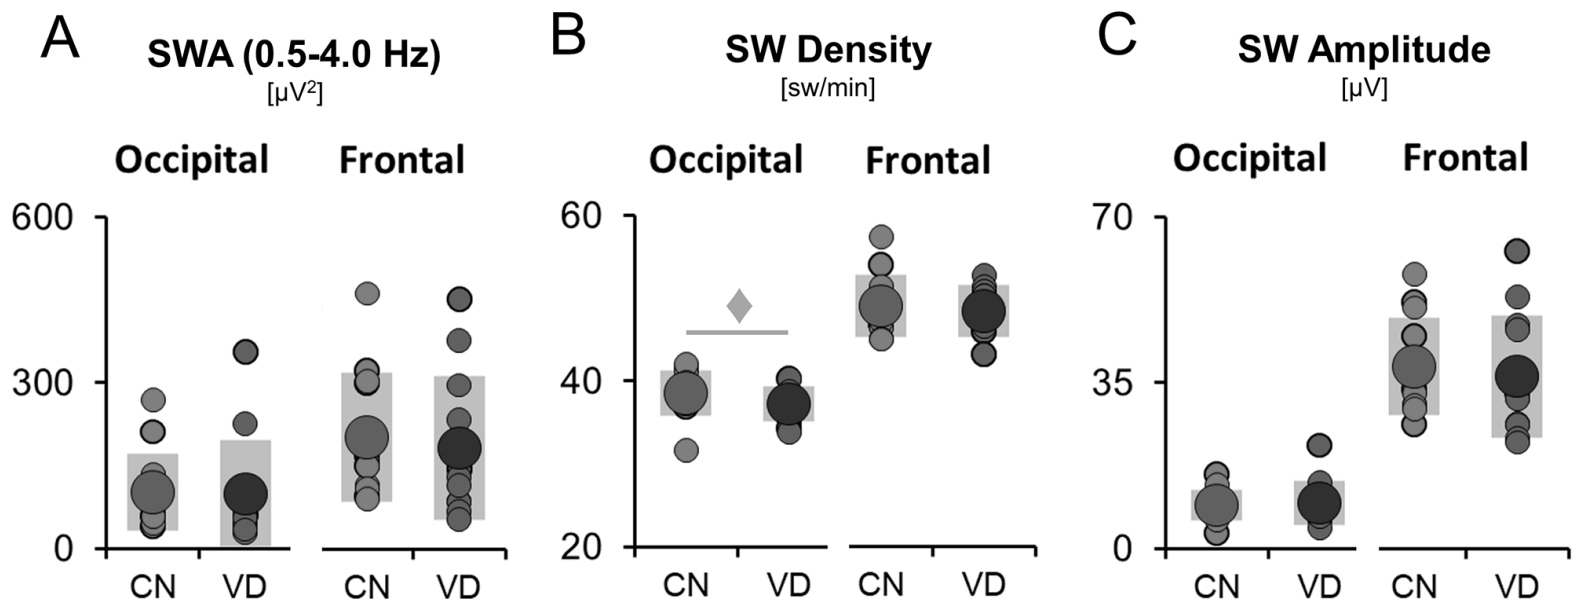 A
SWA (0.5-4.0 Hz)
[µV²]
Occipital Frontal
600
300
0
CN VD CN VD
B
SW Density
[sw/min]
Occipital Frontal
60
40
20
CN VD CN VD
C
SW Amplitude
[µV]
Occipital Frontal
70
35
0
CN VD CN VD